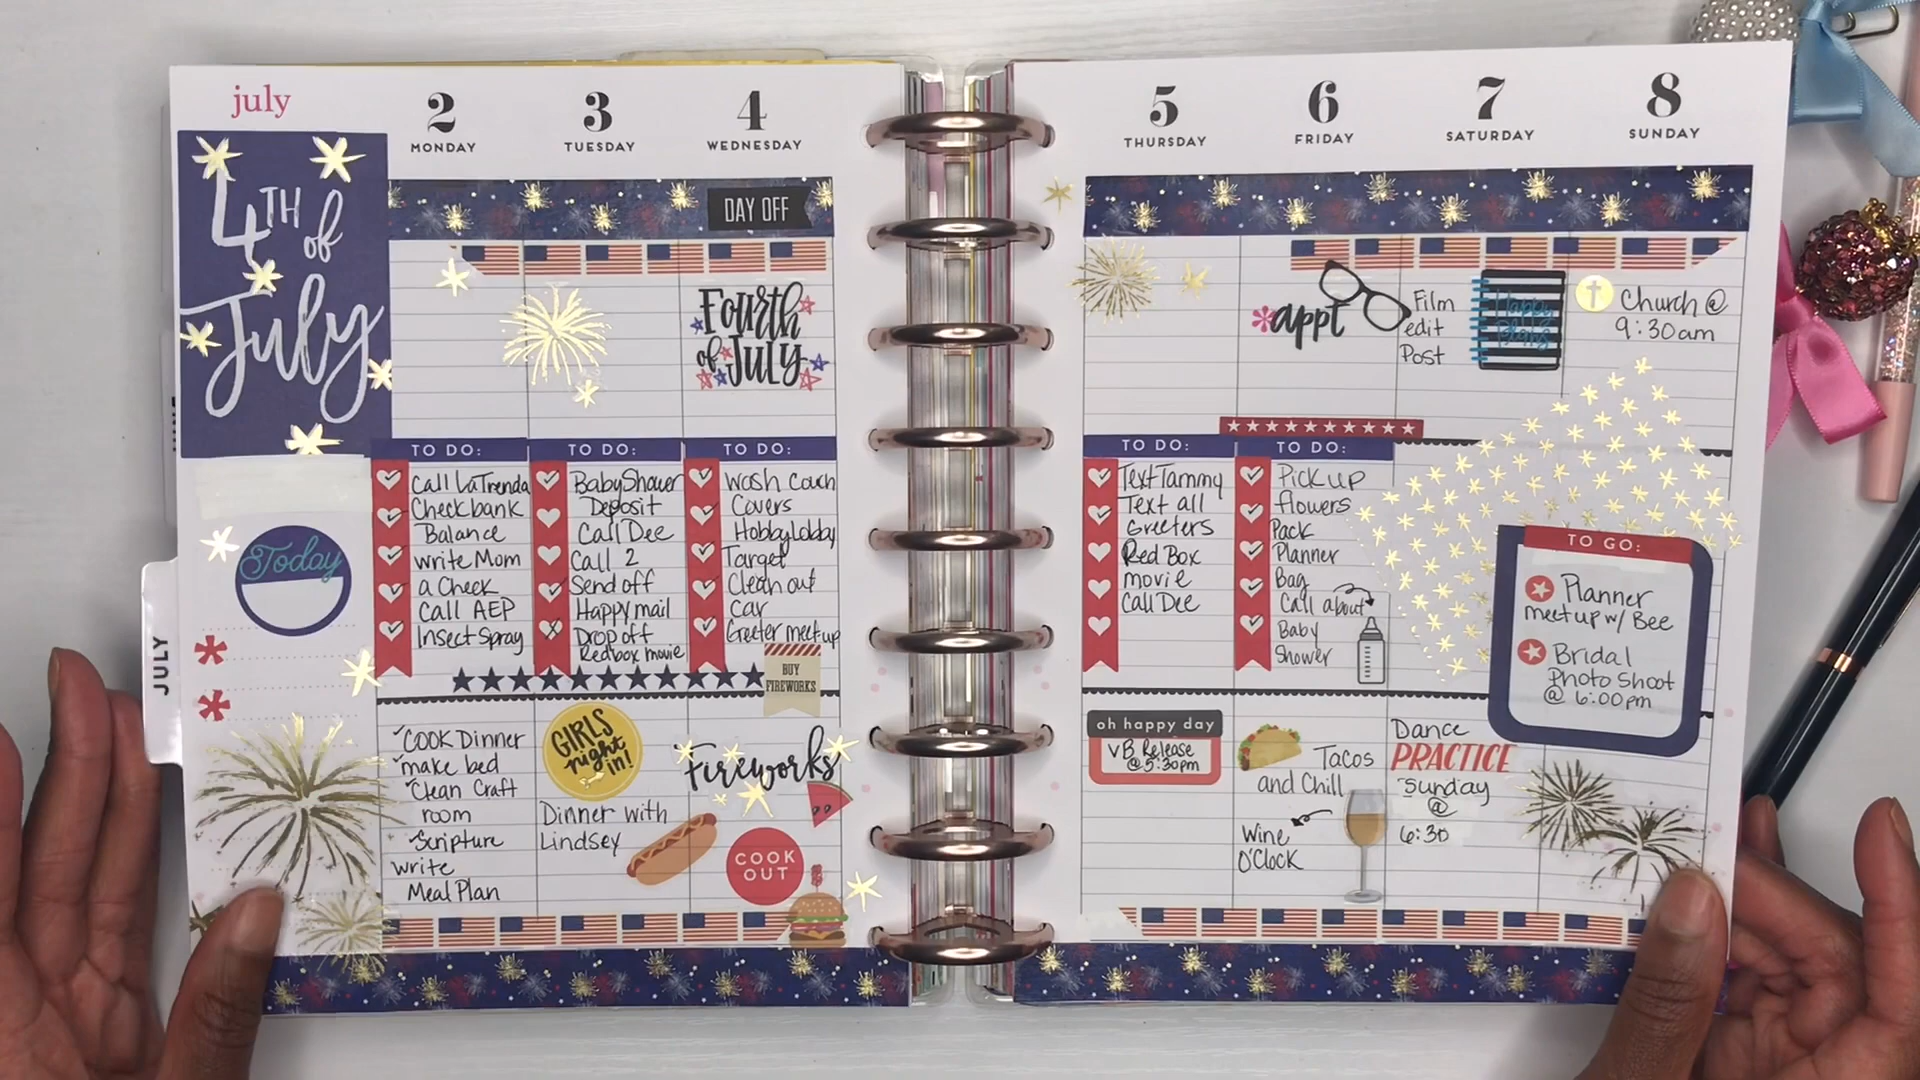 july
4TH
of
July
Today
JULY
2
MONDAY
3
TUESDAY
4
WEDNESDAY
DAY OFF
Fourth
of July
TO DO:
Call LaTrenda
Check bank
Balance
write Mom
a Check
Call AEP
Insect Spray
TO DO:
Baby Shower
Deposit
Call Dee
Call 2
Send off
Happy mail
Drop off
Redbox movie
TO DO:
Wash Couch
Covers
Hobby Lobby
Target
Clean out
Car
Greeter meetup
BUY
FIREWORKS
COOK Dinner
make bed
Clean Craft
room
Scripture
write
Meal Plan
GIRLS
night
in!
Dinner with
Lindsey
Fireworks
COOK
OUT
5
THURSDAY
6
FRIDAY
7
SATURDAY
8
SUNDAY
appt
Film
edit
Post
Happy
Church @
9:30am
TO DO:
Text Tammy
Text all
Greeters
Red Box
movie
Call Dee
TO DO:
Pick up
flowers
Pack
Planner
Bag
Call about
Baby
Shower
TO GO:
Planner
meetup w/ Bee
Bridal
Photo Shoot
@ 6:00pm
oh happy day
VB Release
@5:30pm
Tacos
and Chill
Wine
O'Clock
Dance
PRACTICE
Sunday
@
6:30